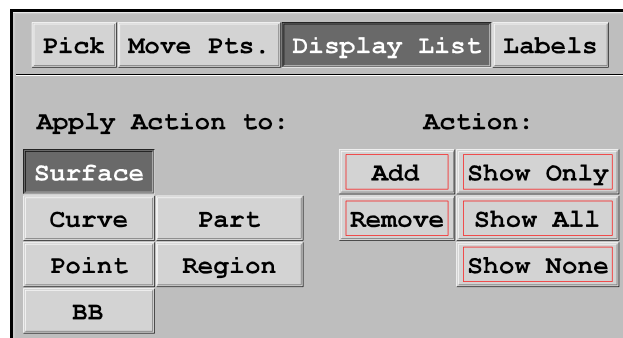 Pick Move Pts. Display List Labels
Apply Action to: Action:
Surface Add Show Only
Curve Part Remove Show All
Point Region Show None
BB